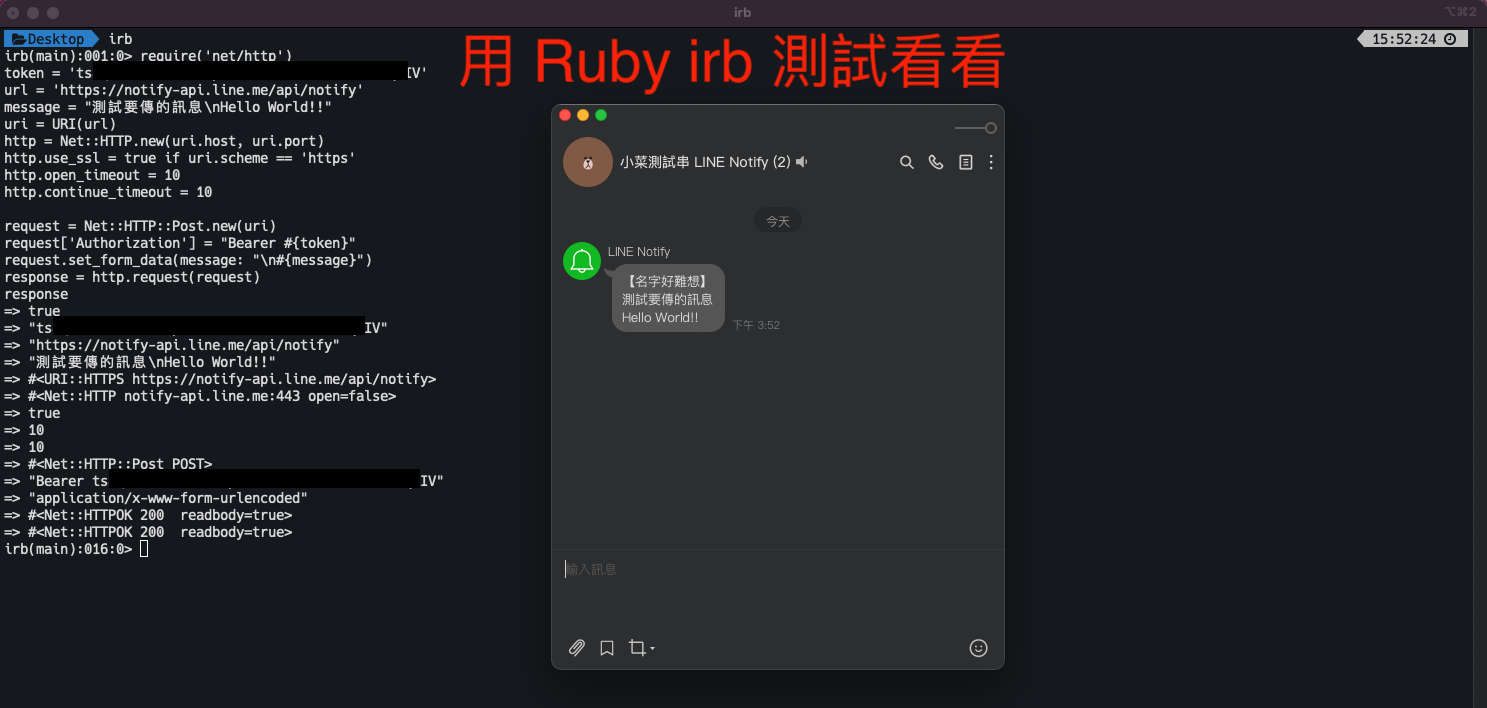 irb
⌥⌘2
Desktop irb
15:52:24
用 Ruby irb 測試看看
irb(main):001:0> require('net/http')
token = 'ts IV'
url = 'https://notify-api.line.me/api/notify'
message = "測試要傳的訊息\nHello World!!"
uri = URI(url)
http = Net::HTTP.new(uri.host, uri.port)
http.use_ssl = true if uri.scheme == 'https'
http.open_timeout = 10
http.continue_timeout = 10
request = Net::HTTP::Post.new(uri)
request['Authorization'] = "Bearer #{token}"
request.set_form_data(message: "\n#{message}")
response = http.request(request)
response
=> true
=> "ts IV"
=> "https://notify-api.line.me/api/notify"
=> "測試要傳的訊息\nHello World!!"
=> #<URI::HTTPS https://notify-api.line.me/api/notify>
=> #<Net::HTTP notify-api.line.me:443 open=false>
=> true
=> 10
=> 10
=> #<Net::HTTP::Post POST>
=> "Bearer ts IV"
=> "application/x-www-form-urlencoded"
=> #<Net::HTTPOK 200  readbody=true>
=> #<Net::HTTPOK 200  readbody=true>
irb(main):016:0>
小菜測試串 LINE Notify (2)
今天
LINE Notify
【名字好難想】
測試要傳的訊息
Hello World!!
下午 3:52
輸入訊息